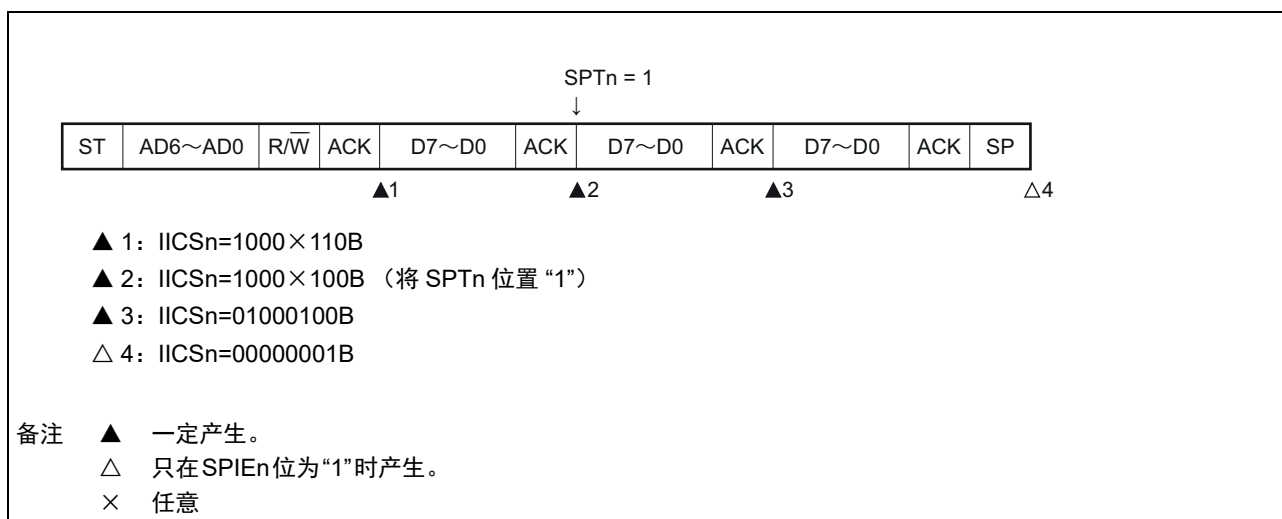 SPTn = 1
↓
ST AD6～AD0 R/W̅ ACK D7～D0 ACK D7～D0 ACK D7～D0 ACK SP
▲1 ▲2 ▲3 △4
▲ 1：IICSn=1000×110B
▲ 2：IICSn=1000×100B （将 SPTn 位置 “1”）
▲ 3：IICSn=01000100B
△ 4：IICSn=00000001B
备注 ▲ 一定产生。
△ 只在SPIEn位为“1”时产生。
× 任意